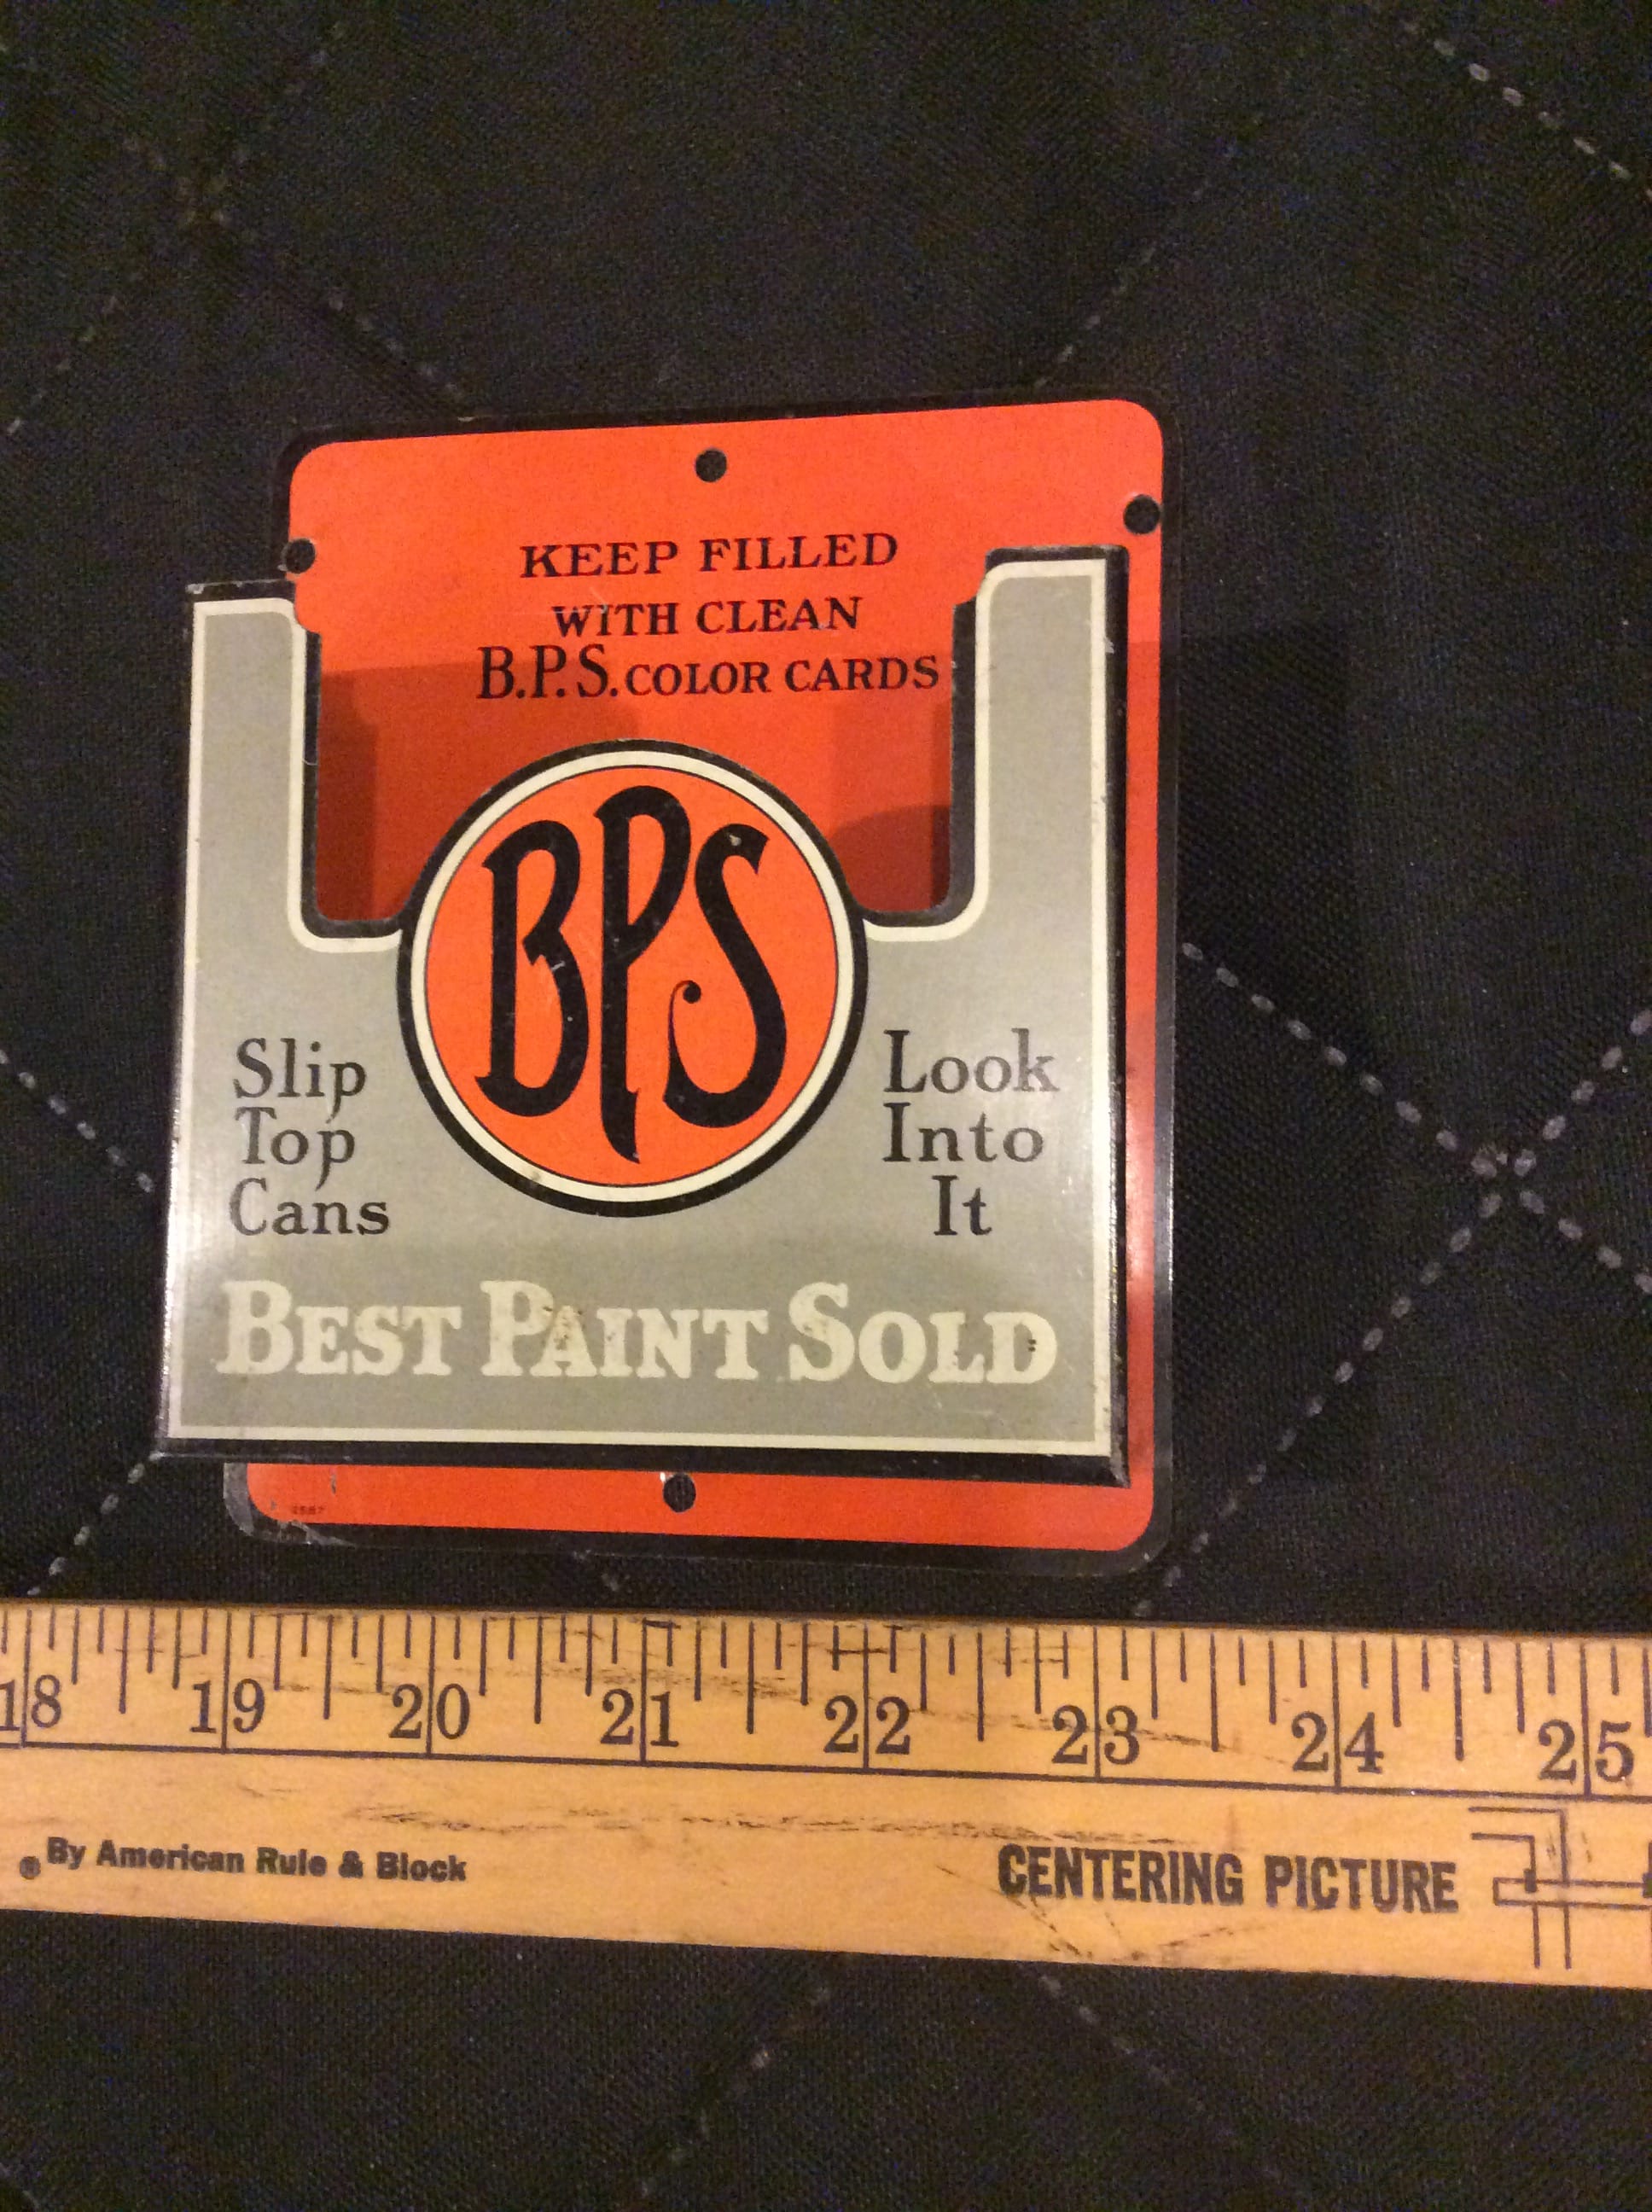 KEEP FILLED
WITH CLEAN
B.P.S. COLOR CARDS
BPS
Slip
Top
Cans
Look
Into
It
BEST PAINT SOLD
18 19 20 21 22 23 24 25
® By American Rule & Block
CENTERING PICTURE